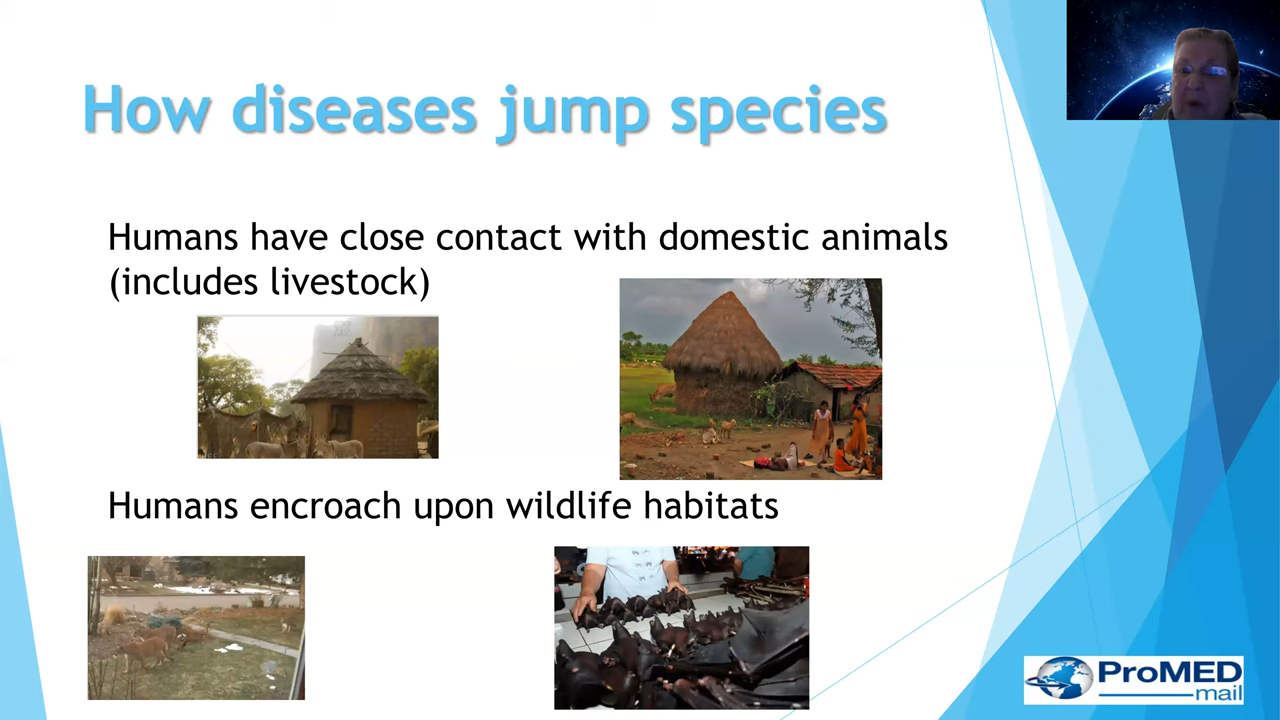 How diseases jump species
Humans have close contact with domestic animals
(includes livestock)
Humans encroach upon wildlife habitats
ProMED
mail